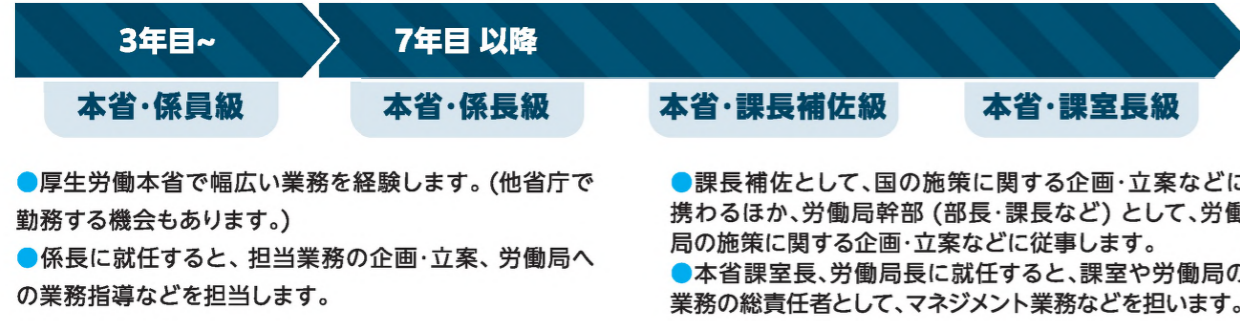 3年目~
7年目 以降
本省・係員級
本省・係長級
本省・課長補佐級
本省・課室長級
●厚生労働本省で幅広い業務を経験します。(他省庁で
勤務する機会もあります。)
●係長に就任すると、担当業務の企画・立案、労働局へ
の業務指導などを担当します。
●課長補佐として、国の施策に関する企画・立案などに
携わるほか、労働局幹部 (部長・課長など) として、労働
局の施策に関する企画・立案などに従事します。
●本省課室長、労働局長に就任すると、課室や労働局の
業務の総責任者として、マネジメント業務などを担います。